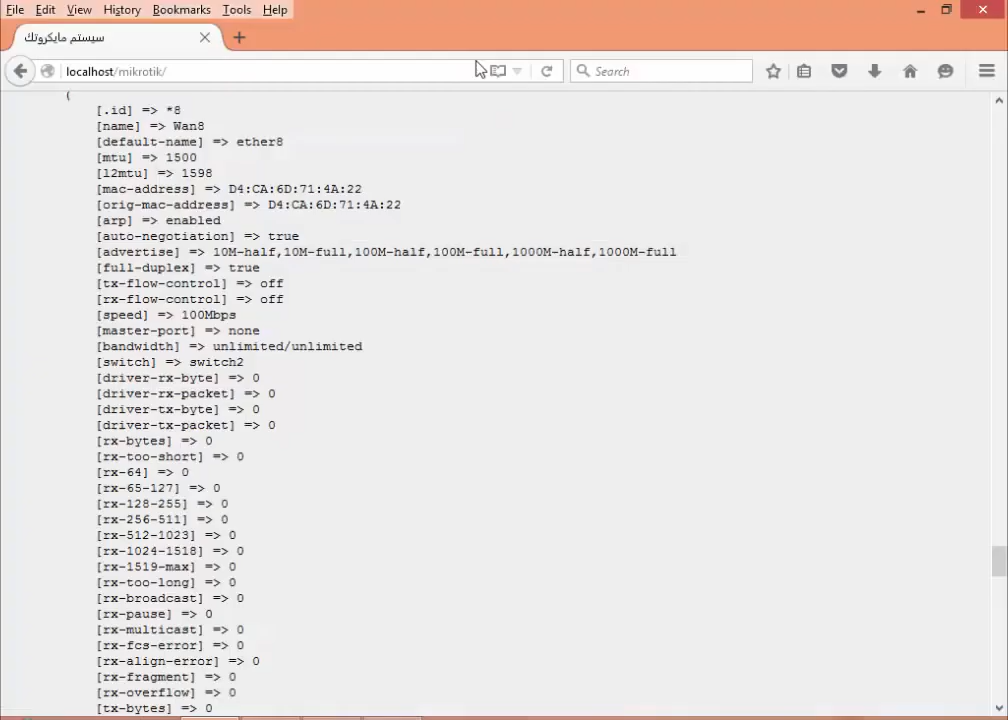 File Edit View History Bookmarks Tools Help
سيستم مايكروتك
localhost/mikrotik/
Search
(
[.id] => *8
[name] => Wan8
[default-name] => ether8
[mtu] => 1500
[l2mtu] => 1598
[mac-address] => D4:CA:6D:71:4A:22
[orig-mac-address] => D4:CA:6D:71:4A:22
[arp] => enabled
[auto-negotiation] => true
[advertise] => 10M-half,10M-full,100M-half,100M-full,1000M-half,1000M-full
[full-duplex] => true
[tx-flow-control] => off
[rx-flow-control] => off
[speed] => 100Mbps
[master-port] => none
[bandwidth] => unlimited/unlimited
[switch] => switch2
[driver-rx-byte] => 0
[driver-rx-packet] => 0
[driver-tx-byte] => 0
[driver-tx-packet] => 0
[rx-bytes] => 0
[rx-too-short] => 0
[rx-64] => 0
[rx-65-127] => 0
[rx-128-255] => 0
[rx-256-511] => 0
[rx-512-1023] => 0
[rx-1024-1518] => 0
[rx-1519-max] => 0
[rx-too-long] => 0
[rx-broadcast] => 0
[rx-pause] => 0
[rx-multicast] => 0
[rx-fcs-error] => 0
[rx-align-error] => 0
[rx-fragment] => 0
[rx-overflow] => 0
[tx-bytes] => 0